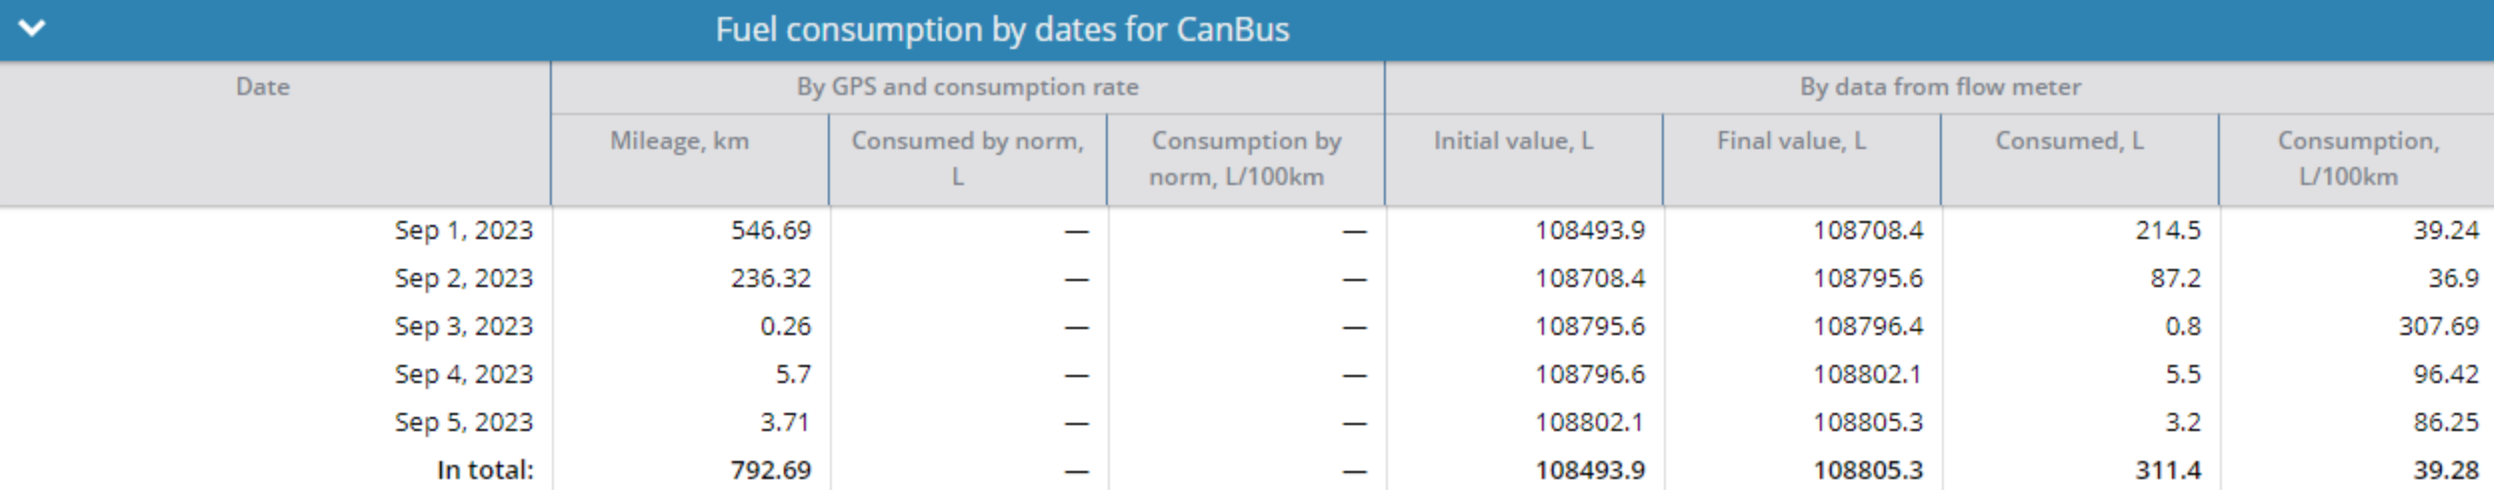 Fuel consumption by dates for CanBus
Date By GPS and consumption rate By data from flow meter
Mileage, km Consumed by norm, L Consumption by norm, L/100km Initial value, L Final value, L Consumed, L Consumption, L/100km
Sep 1, 2023 546.69 — — 108493.9 108708.4 214.5 39.24
Sep 2, 2023 236.32 — — 108708.4 108795.6 87.2 36.9
Sep 3, 2023 0.26 — — 108795.6 108796.4 0.8 307.69
Sep 4, 2023 5.7 — — 108796.6 108802.1 5.5 96.42
Sep 5, 2023 3.71 — — 108802.1 108805.3 3.2 86.25
In total: 792.69 — — 108493.9 108805.3 311.4 39.28